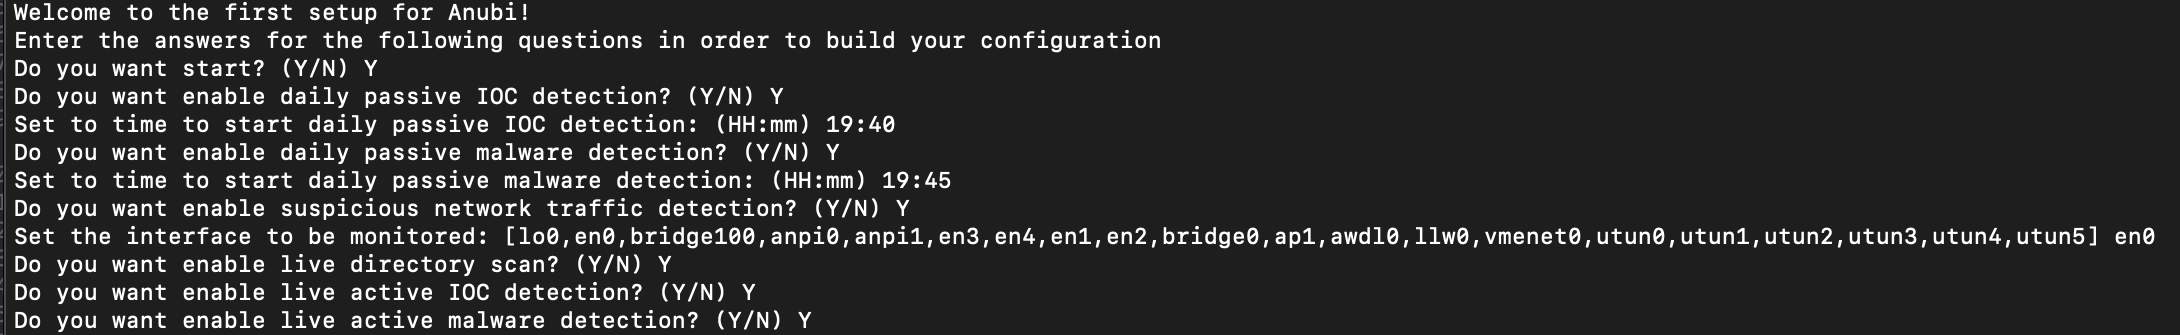 Welcome to the first setup for Anubi!
Enter the answers for the following questions in order to build your configuration
Do you want start? (Y/N) Y
Do you want enable daily passive IOC detection? (Y/N) Y
Set to time to start daily passive IOC detection: (HH:mm) 19:40
Do you want enable daily passive malware detection? (Y/N) Y
Set to time to start daily passive malware detection: (HH:mm) 19:45
Do you want enable suspicious network traffic detection? (Y/N) Y
Set the interface to be monitored: [lo0,en0,bridge100,anpi0,anpi1,en3,en4,en1,en2,bridge0,ap1,awdl0,llw0,vmenet0,utun0,utun1,utun2,utun3,utun4,utun5] en0
Do you want enable live directory scan? (Y/N) Y
Do you want enable live active IOC detection? (Y/N) Y
Do you want enable live active malware detection? (Y/N) Y